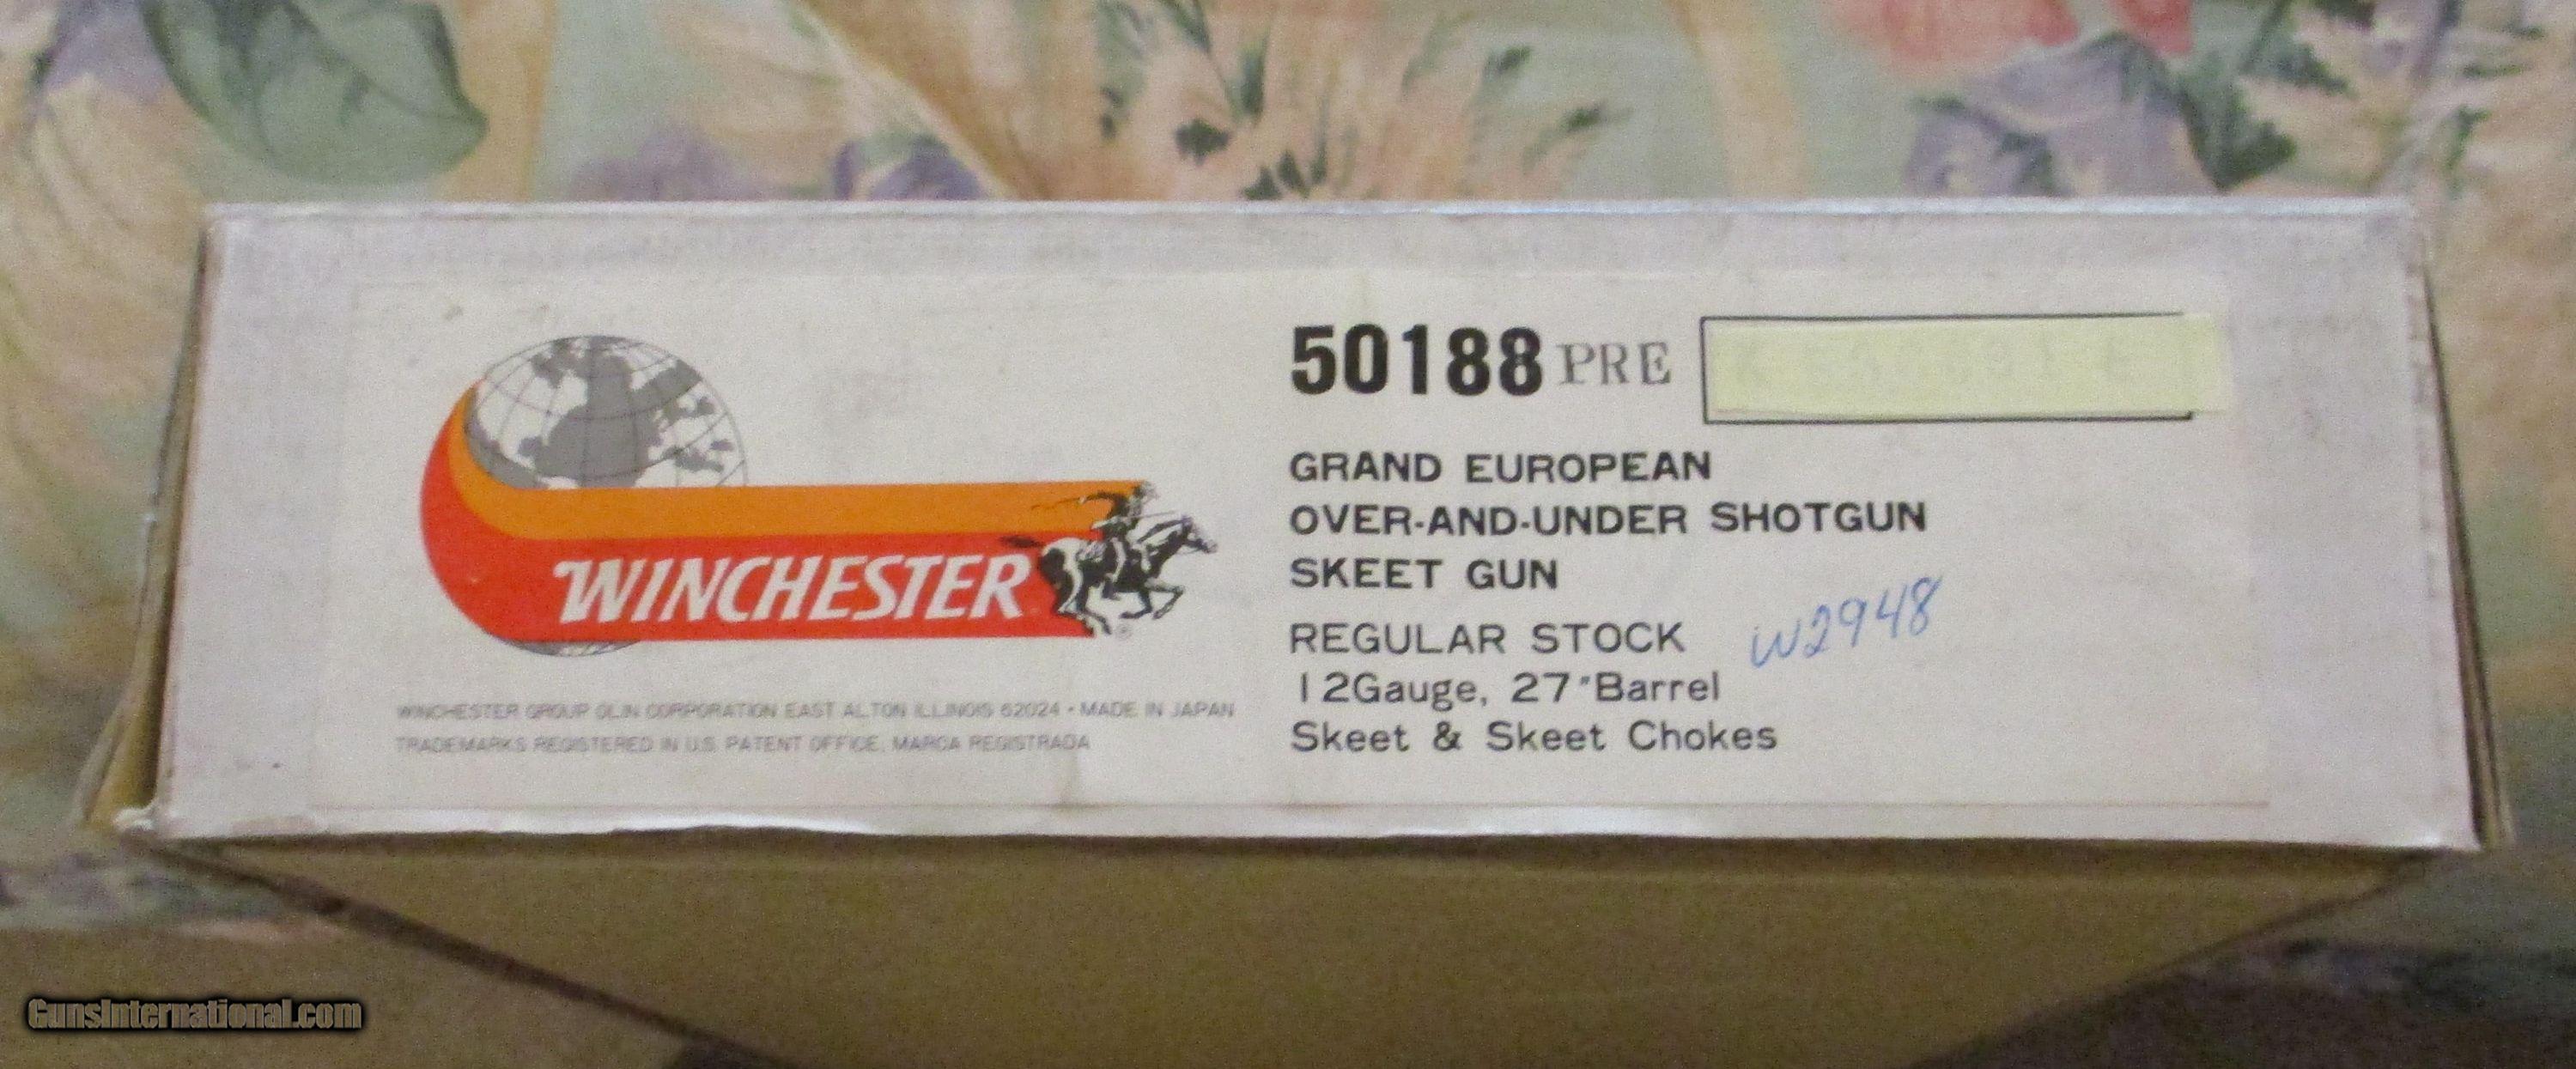 50188 PRE
GRAND EUROPEAN
OVER-AND-UNDER SHOTGUN
SKEET GUN
REGULAR STOCK W2948
12Gauge, 27"Barrel
Skeet & Skeet Chokes
WINCHESTER ®
WINCHESTER GROUP OLIN CORPORATION EAST ALTON ILLINOIS 62024 • MADE IN JAPAN
TRADEMARKS REGISTERED IN U.S. PATENT OFFICE, MARCA REGISTRADA
GunsInternational.com